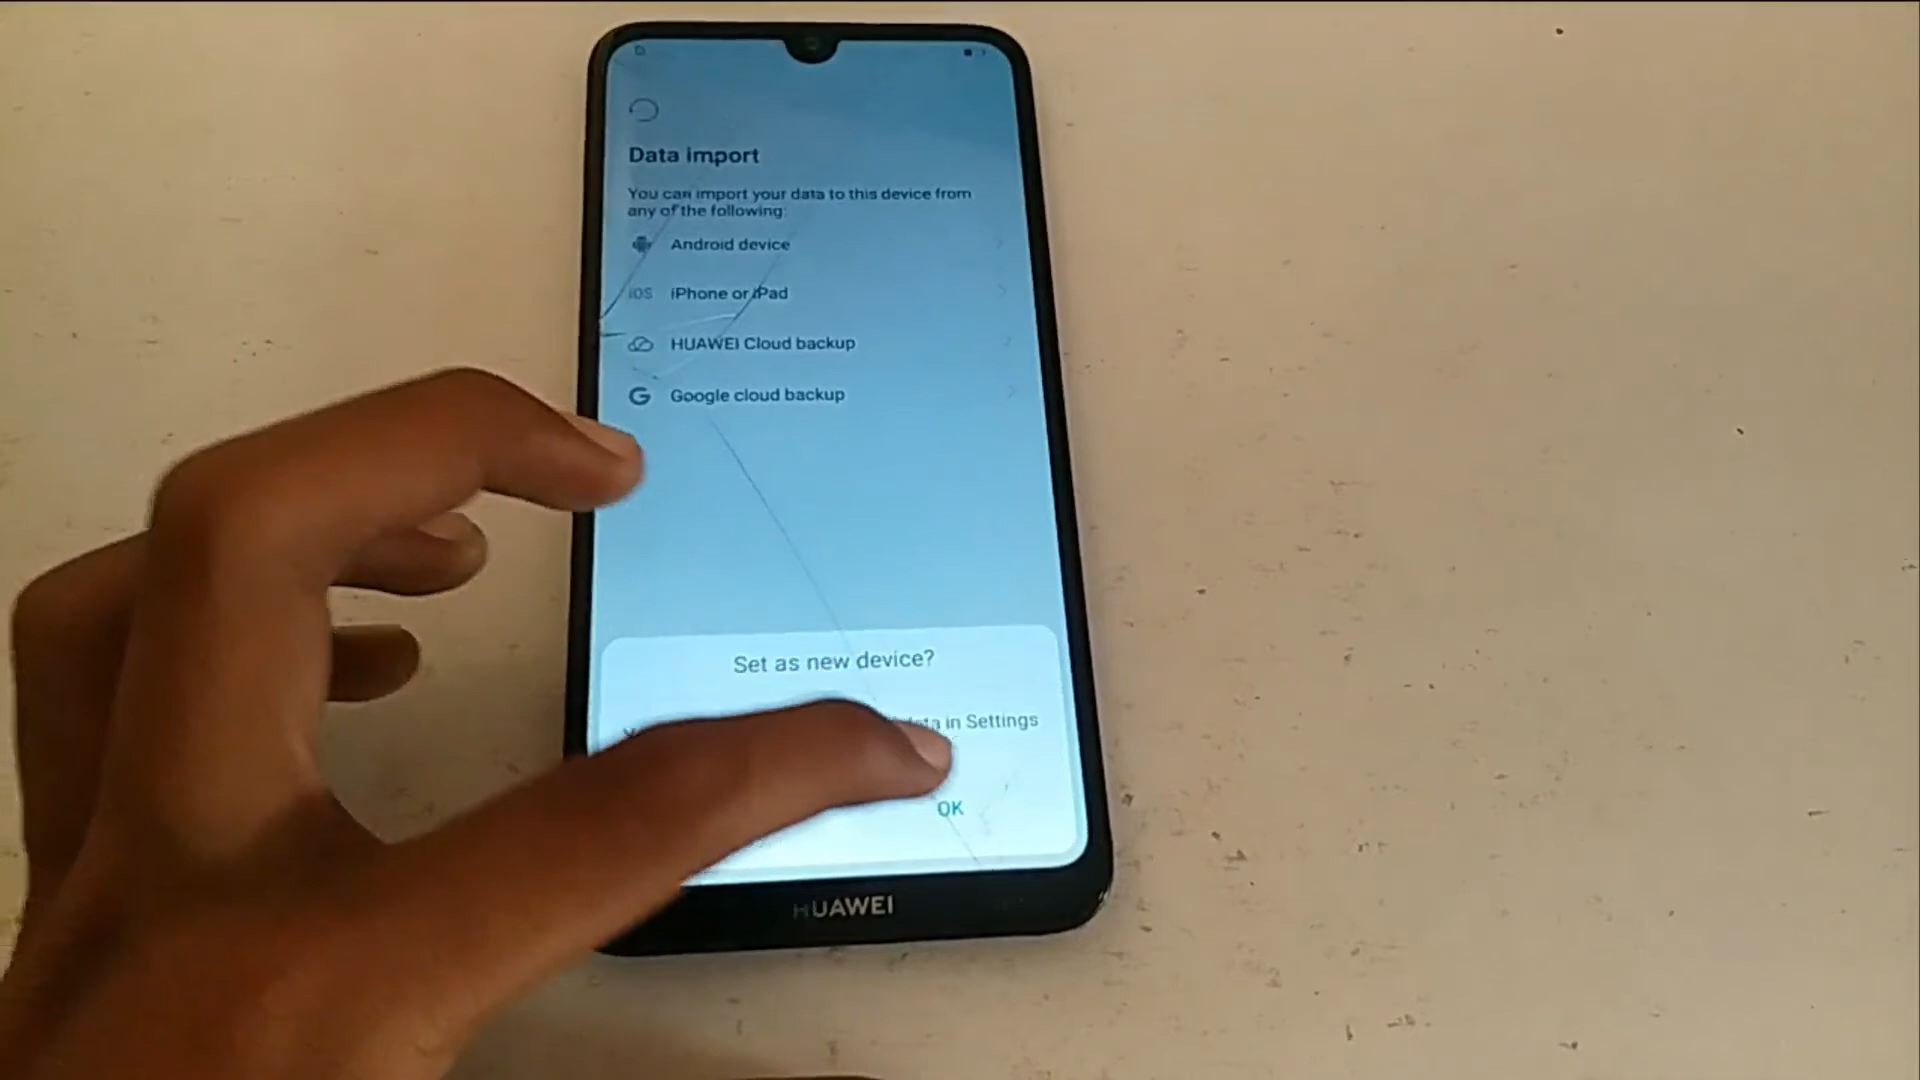 Data import
You can import your data to this device from
any of the following:
Android device
iOS iPhone or iPad
HUAWEI Cloud backup
G Google cloud backup
Set as new device?
data in Settings
OK
HUAWEI